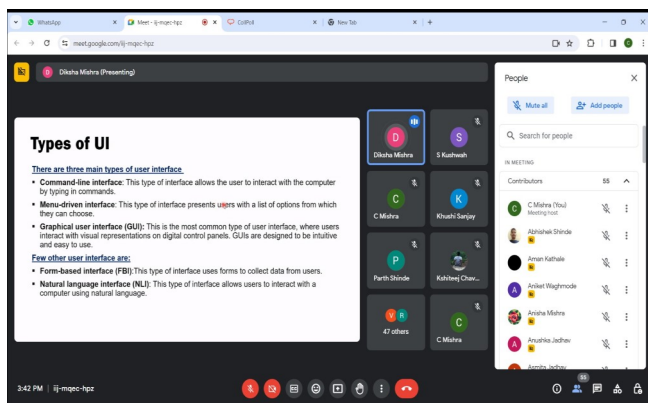 WhatsApp
Meet - iij-mqec-hpz
CollPoll
New Tab
meet.google.com/iij-mqec-hpz
D
Diksha Mishra (Presenting)
Types of UI
There are three main types of user interface
• Command-line interface: This type of interface allows the user to interact with the computer
by typing in commands.
• Menu-driven interface: This type of interface presents users with a list of options from which
they can choose.
• Graphical user interface (GUI): This is the most common type of user interface, where users
interact with visual representations on digital control panels. GUIs are designed to be intuitive
and easy to use.
Few other user interface are:
• Form-based interface (FBI):This type of interface uses forms to collect data from users.
• Natural language interface (NLI): This type of interface allows users to interact with a
computer using natural language.
D
Diksha Mishra
S
S Kushwah
C
C Mishra
K
Khushi Sanjay
P
Parth Shinde
Kshiteej Chav...
V R
47 others
C
C Mishra
People
Mute all
Add people
Search for people
IN MEETING
Contributors 55
C
C Mishra (You)
Meeting host
Abhishek Shinde
Aman Kathale
A
Aniket Waghmode
Anisha Mishra
A
Anushka Jadhav
Asmita Jadhav
3:42 PM | iij-mqec-hpz
55